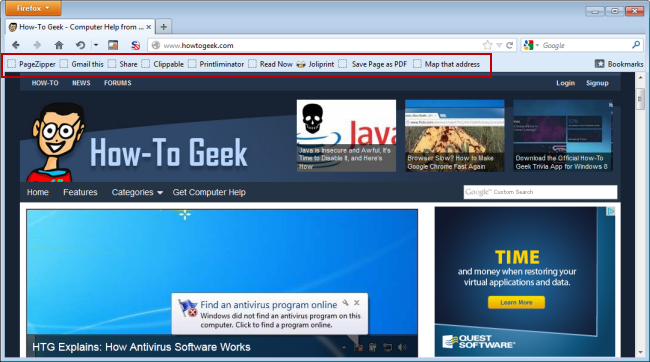 Firefox
How-To Geek - Computer Help from ...
www.howtogeek.com
Google
PageZipper Gmail this Share Clippable Printliminator Read Now Joliprint Save Page as PDF Map that address Bookmarks
HOW-TO NEWS FORUMS Login Signup
How-To Geek
Java
Java is Insecure and Awful, It's
Time to Disable It, and Here's
How
Browser Slow? How to Make
Google Chrome Fast Again
Download the Official How-To
Geek Trivia App for Windows 8
Home Features Categories Get Computer Help
Google Custom Search
Find an antivirus program online
Windows did not find an antivirus program on this
computer. Click to find a program online.
HTG Explains: How Antivirus Software Works
TIME
and money when restoring your
virtual applications and data.
Learn More
QUEST
SOFTWARE